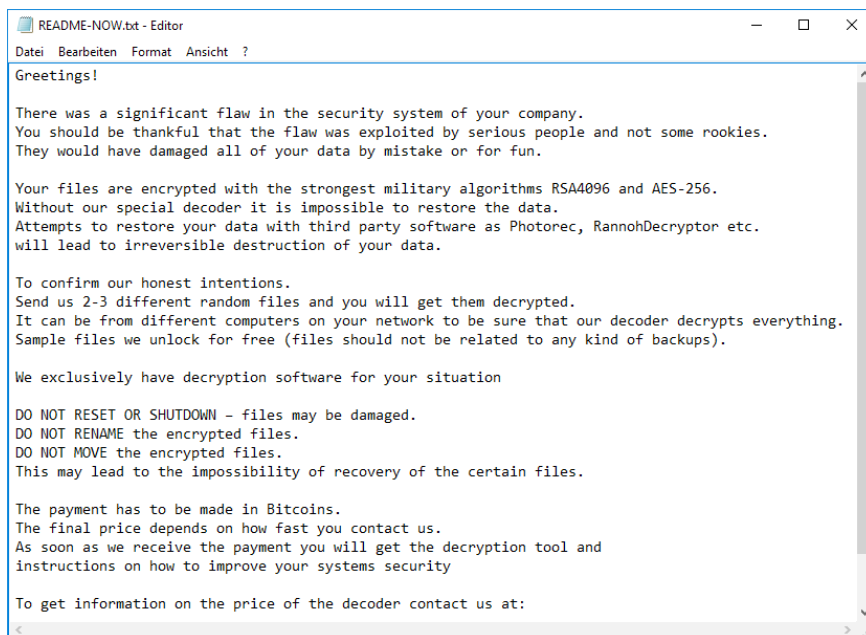 README-NOW.txt - Editor
Datei Bearbeiten Format Ansicht ?
Greetings!
There was a significant flaw in the security system of your company.
You should be thankful that the flaw was exploited by serious people and not some rookies.
They would have damaged all of your data by mistake or for fun.
Your files are encrypted with the strongest military algorithms RSA4096 and AES-256.
Without our special decoder it is impossible to restore the data.
Attempts to restore your data with third party software as Photorec, RannohDecryptor etc.
will lead to irreversible destruction of your data.
To confirm our honest intentions.
Send us 2-3 different random files and you will get them decrypted.
It can be from different computers on your network to be sure that our decoder decrypts everything.
Sample files we unlock for free (files should not be related to any kind of backups).
We exclusively have decryption software for your situation
DO NOT RESET OR SHUTDOWN – files may be damaged.
DO NOT RENAME the encrypted files.
DO NOT MOVE the encrypted files.
This may lead to the impossibility of recovery of the certain files.
The payment has to be made in Bitcoins.
The final price depends on how fast you contact us.
As soon as we receive the payment you will get the decryption tool and
instructions on how to improve your systems security
To get information on the price of the decoder contact us at: